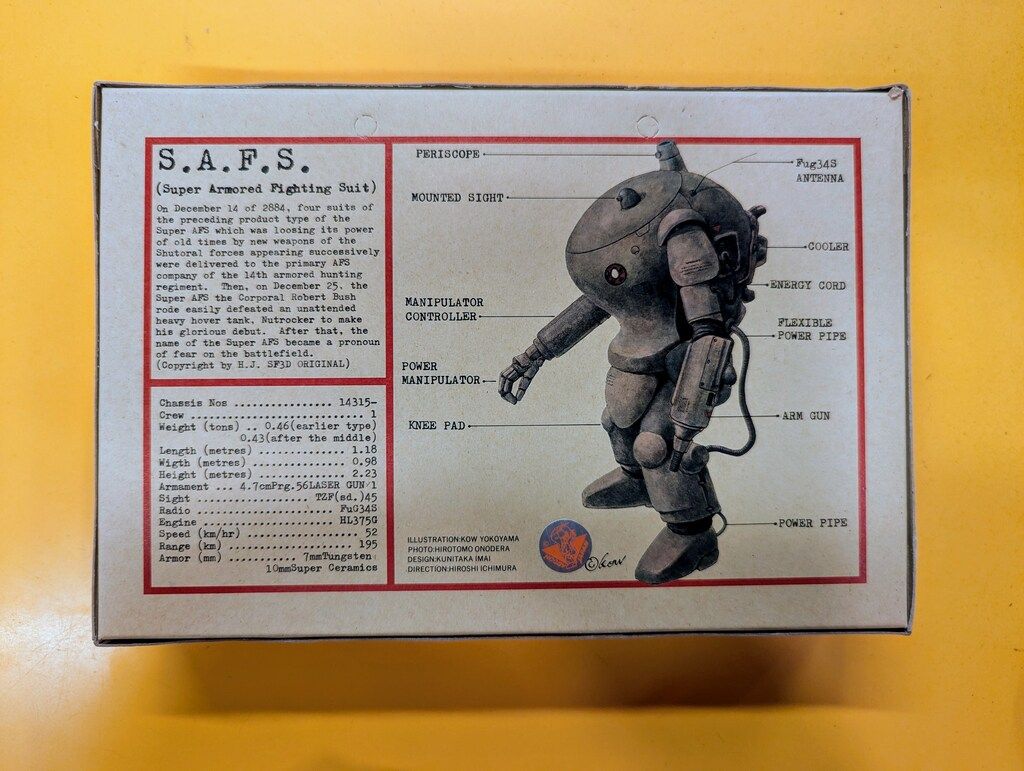 S.A.F.S.
(Super Armored Fighting Suit)
On December 14 of 2884, four suits of
the preceding product type of the
Super AFS which was loosing its power
of old times by new weapons of the
Shutoral forces appearing successively
were delivered to the primary AFS
company of the 14th armored hunting
regiment. Then, on December 25, the
Super AFS the Corporal Robert Bush
rode easily defeated an unattended
heavy hover tank, Nutrocker to make
his glorious debut. After that, the
name of the Super AFS became a pronoun
of fear on the battlefield.
(Copyright by H.J. SF3D ORIGINAL)
Chassis Nos ................ 14315-
Crew ............................ 1
Weight (tons) .. 0.46(earlier type)
0.43(after the middle)
Length (metres) ................ 1.18
Wigth (metres) ................. 0.98
Height (metres) ................ 2.23
Armament ... 4.7cmPrg.56LASER GUN/1
Sight ................. TZF(sd.)45
Radio ...................... FuG34S
Engine ...................... HL375G
Speed (km/hr) .................. 52
Range (km) .................... 195
Armor (mm) .......... 7mmTungsten
10mmSuper Ceramics
PERISCOPE
MOUNTED SIGHT
MANIPULATOR
CONTROLLER
POWER
MANIPULATOR
KNEE PAD
Fug34S
ANTENNA
COOLER
ENERGY CORD
FLEXIBLE
POWER PIPE
ARM GUN
POWER PIPE
ILLUSTRATION:KOW YOKOYAMA
PHOTO:HIROTOMO ONODERA
DESIGN:KUNITAKA IMAI
DIRECTION:HIROSHI ICHIMURA
©Kow